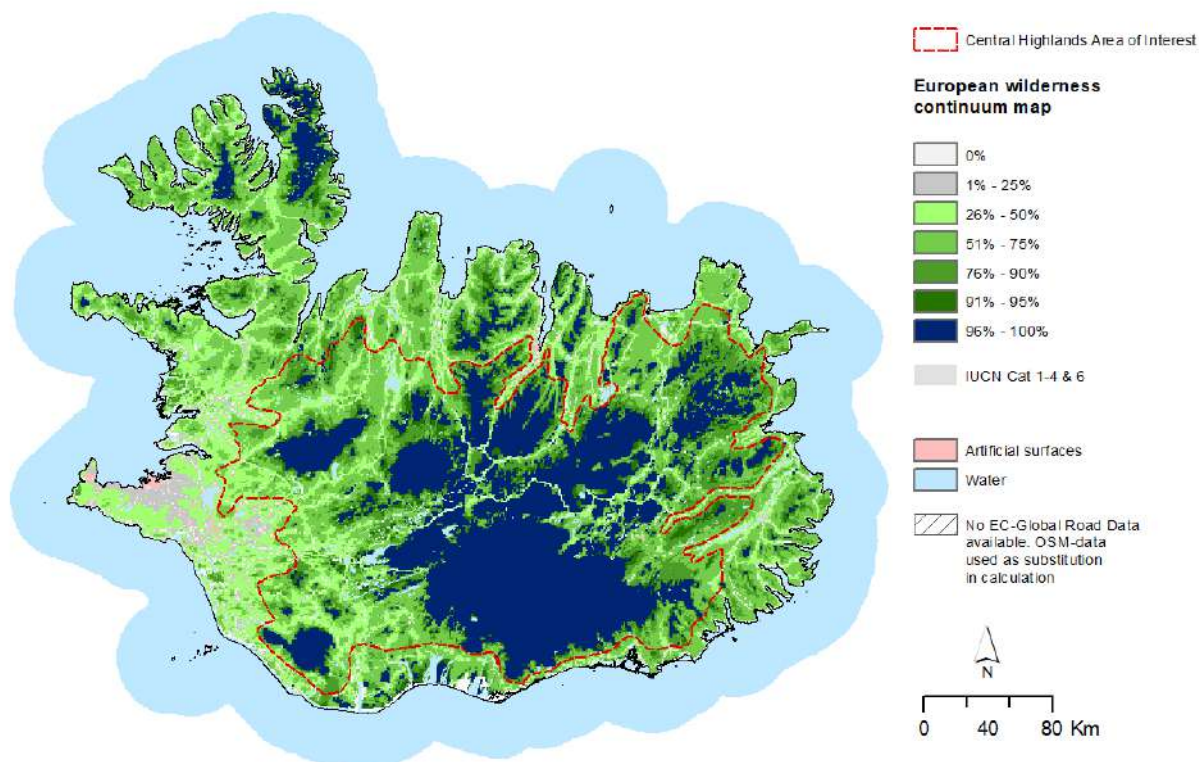 Central Highlands Area of Interest
European wilderness
continuum map
0%
1% - 25%
26% - 50%
51% - 75%
76% - 90%
91% - 95%
96% - 100%
IUCN Cat 1-4 & 6
Artificial surfaces
Water
No EC-Global Road Data
available. OSM-data
used as substitution
in calculation
N
0 40 80 Km